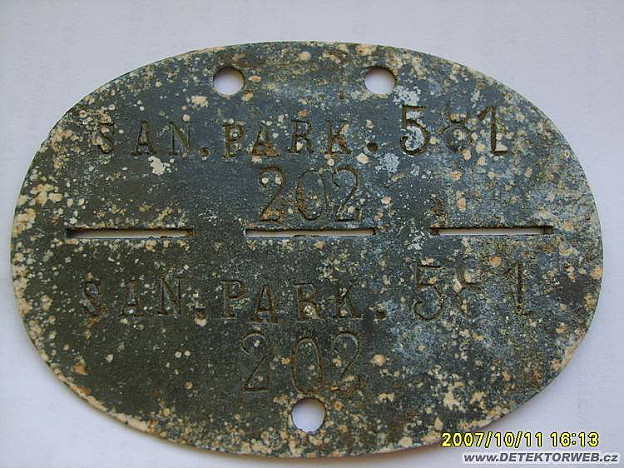 SAN. PARK. 581
202
SAN. PARK. 581
202
2007/10/11 16:13
www.DETEKTORWEB.cz